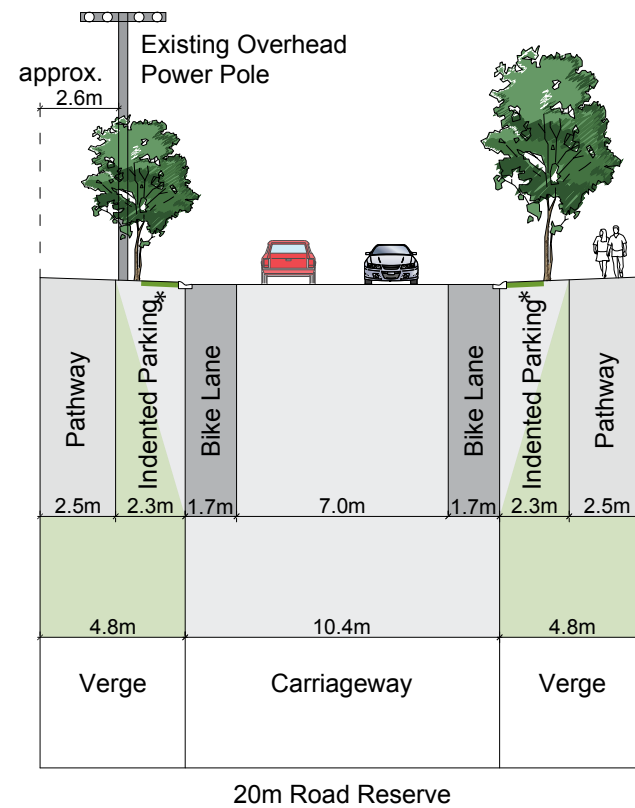 Existing Overhead
Power Pole
approx.
2.6m
Pathway
Indented Parking*
Bike Lane
Bike Lane
Indented Parking*
Pathway
2.5m 2.3m 1.7m 7.0m 1.7m 2.3m 2.5m
4.8m 10.4m 4.8m
Verge Carriageway Verge
20m Road Reserve